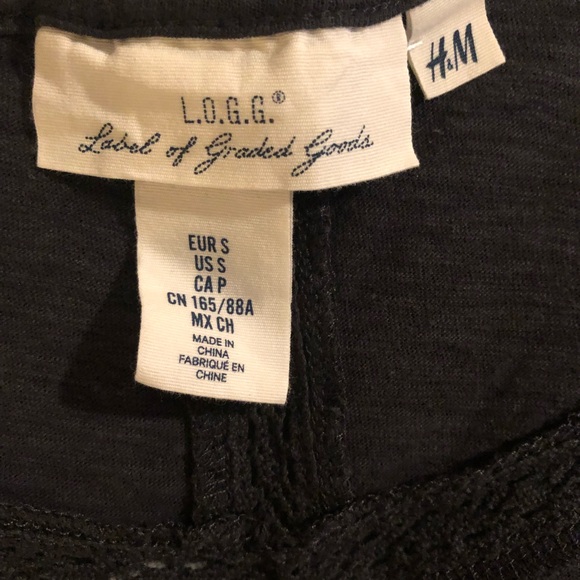 L.O.G.G.®
Label of Graded Goods
H&M
EUR S
US S
CA P
CN 165/88A
MX CH
MADE IN
CHINA
FABRIQUÉ EN
CHINE